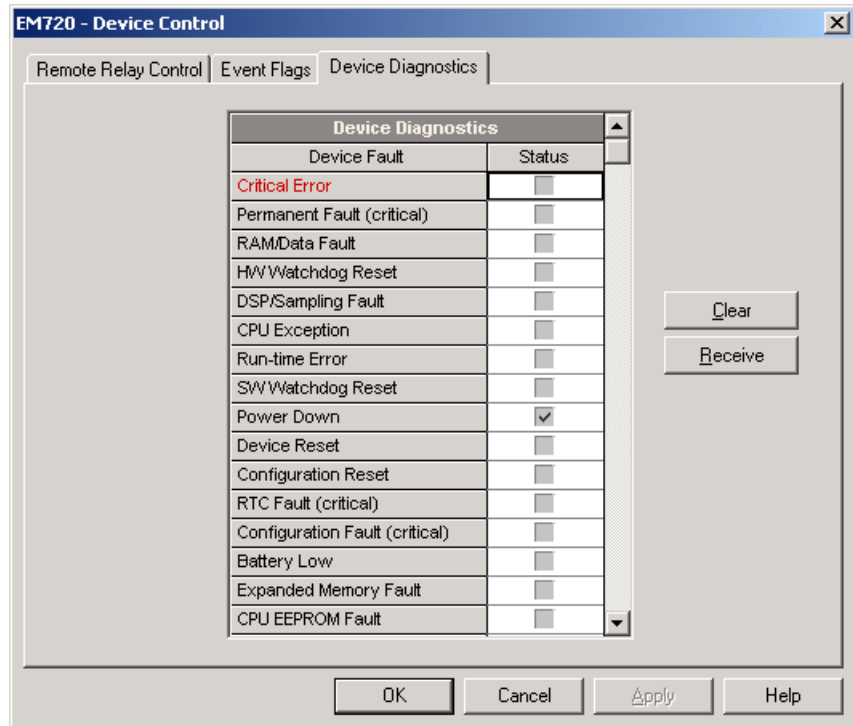 EM720 - Device Control
Remote Relay Control Event Flags Device Diagnostics
Device Diagnostics
Device Fault Status
Critical Error
Permanent Fault (critical)
RAM/Data Fault
HW Watchdog Reset
DSP/Sampling Fault
CPU Exception
Run-time Error
SW Watchdog Reset
Power Down
Device Reset
Configuration Reset
RTC Fault (critical)
Configuration Fault (critical)
Battery Low
Expanded Memory Fault
CPU EEPROM Fault
Clear
Receive
OK Cancel Apply Help